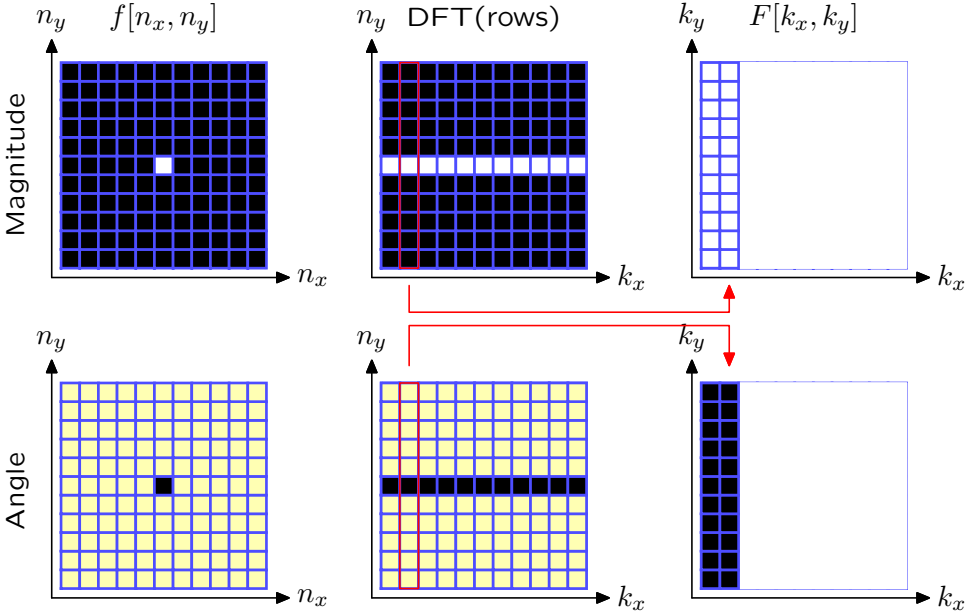 n_y f[n_x, n_y] n_y DFT(rows) k_y F[k_x, k_y]
Magnitude
n_x k_x k_x
n_y n_y k_y
Angle
n_x k_x k_x